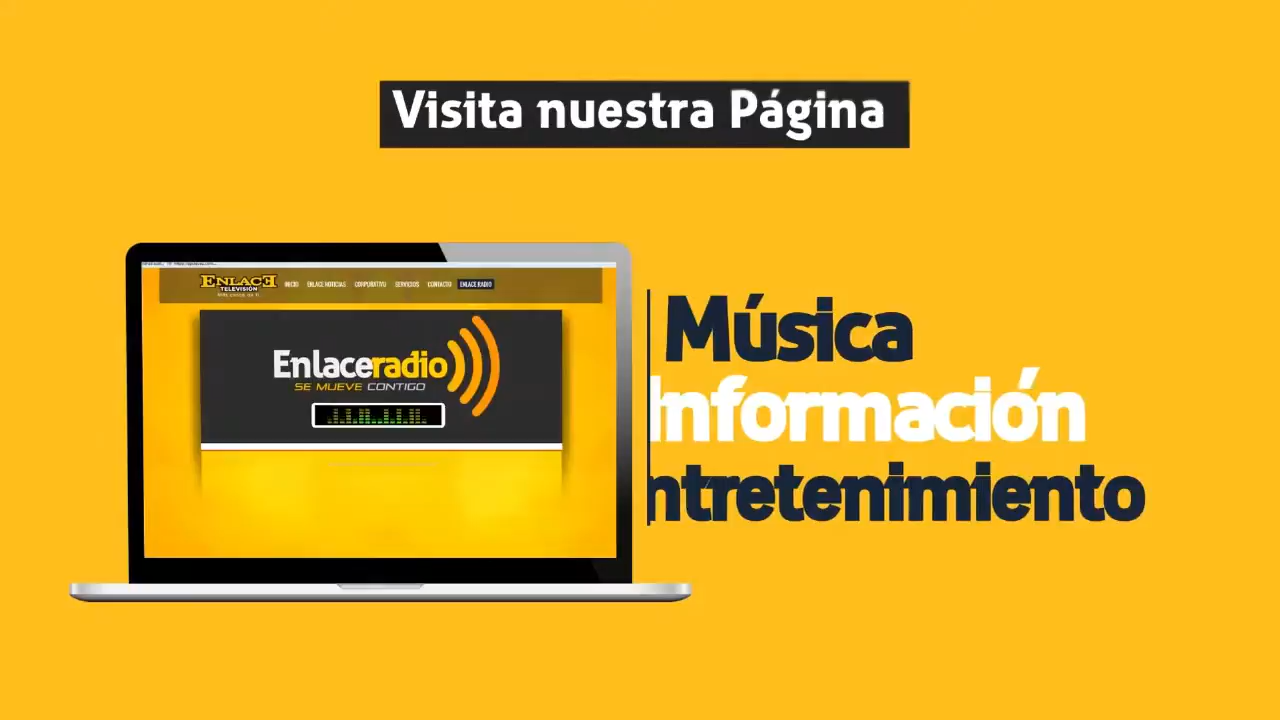 Visita nuestra Página
ENLACE
TELEVISIÓN
INICIO ENLACE NOTICIAS CORPORATIVO SERVICIOS CONTACTO ENLACE RADIO
Enlaceradio
SE MUEVE CONTIGO
Música
Información
ntretenimiento